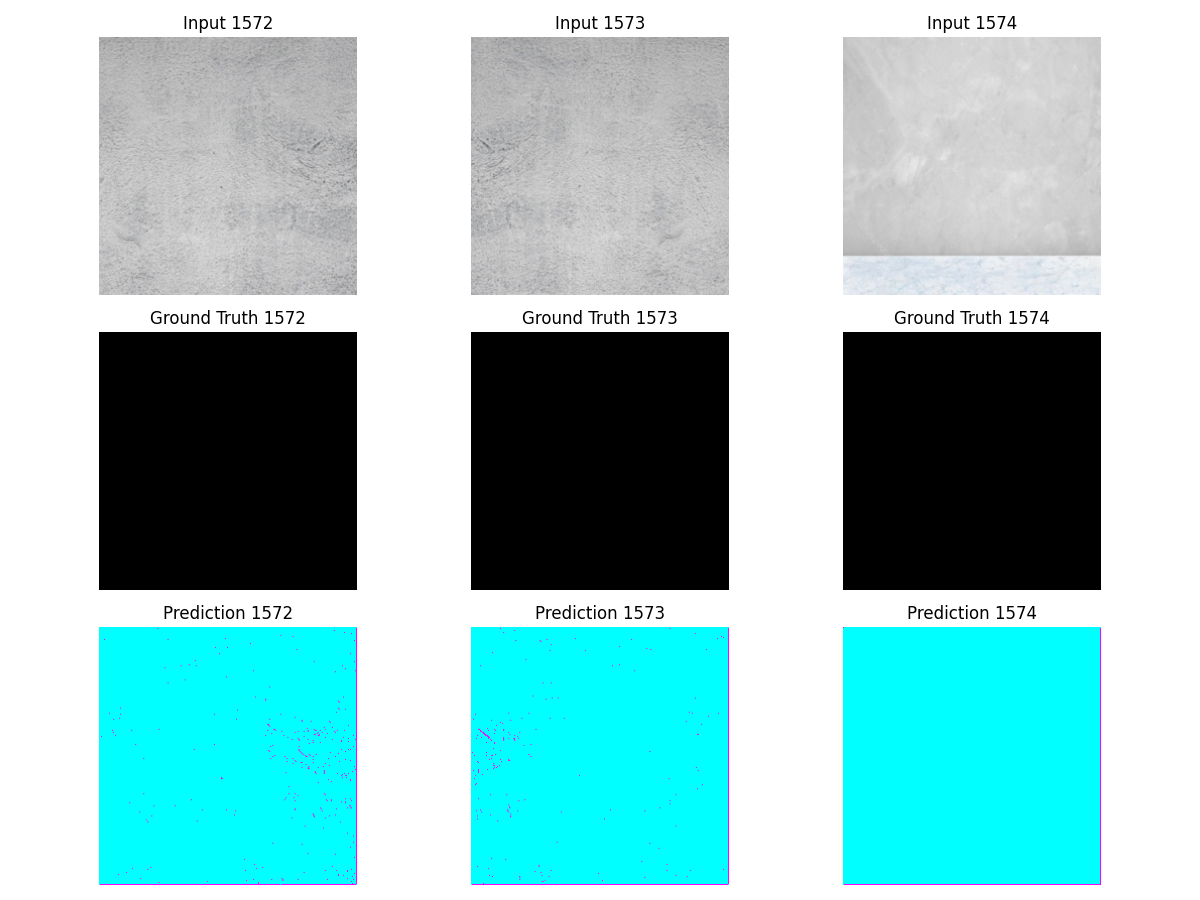 Input 1572
Input 1573
Input 1574
Ground Truth 1572
Ground Truth 1573
Ground Truth 1574
Prediction 1572
Prediction 1573
Prediction 1574